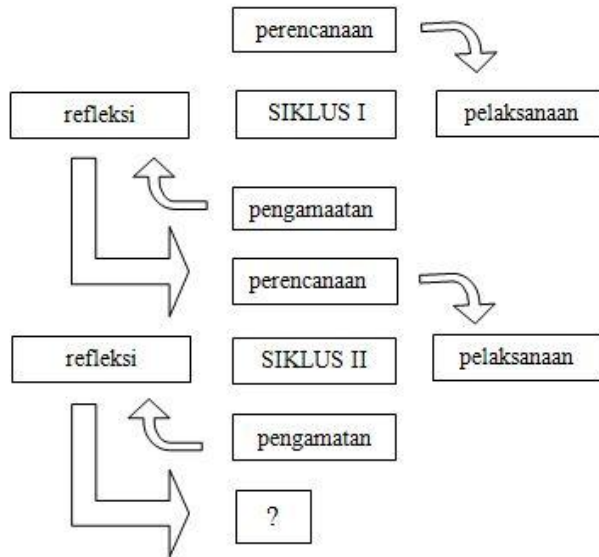 perencanaan
refleksi
SIKLUS I
pelaksanaan
pengamaatan
perencanaan
refleksi
SIKLUS II
pelaksanaan
pengamatan
?